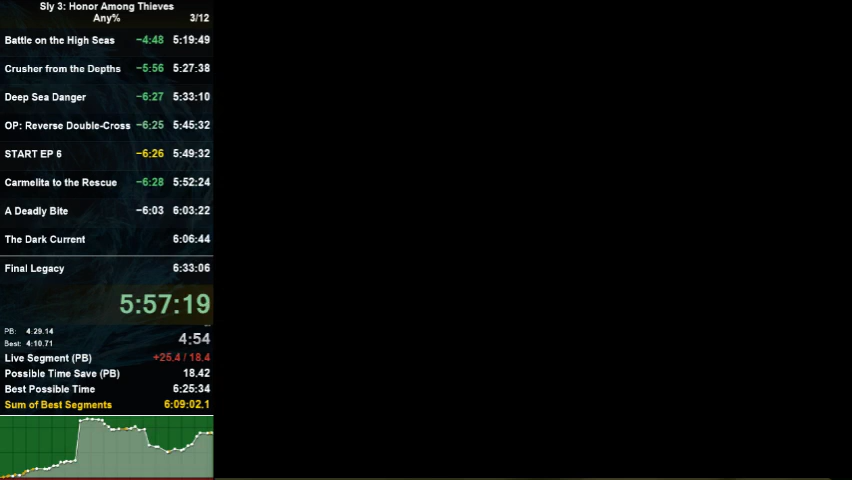 Sly 3: Honor Among Thieves
Any% 3/12
Battle on the High Seas −4:48 5:19:49
Crusher from the Depths −5:56 5:27:38
Deep Sea Danger −6:27 5:33:10
OP: Reverse Double-Cross −6:25 5:45:32
START EP 6 −6:26 5:49:32
Carmelita to the Rescue −6:28 5:52:24
A Deadly Bite −6:03 6:03:22
The Dark Current 6:06:44
Final Legacy 6:33:06
5:57:19
PB: 4:29.14
Best: 4:10.71
4:54
Live Segment (PB) +25.4 / 18.4
Possible Time Save (PB) 18.42
Best Possible Time 6:25:34
Sum of Best Segments 6:09:02.1